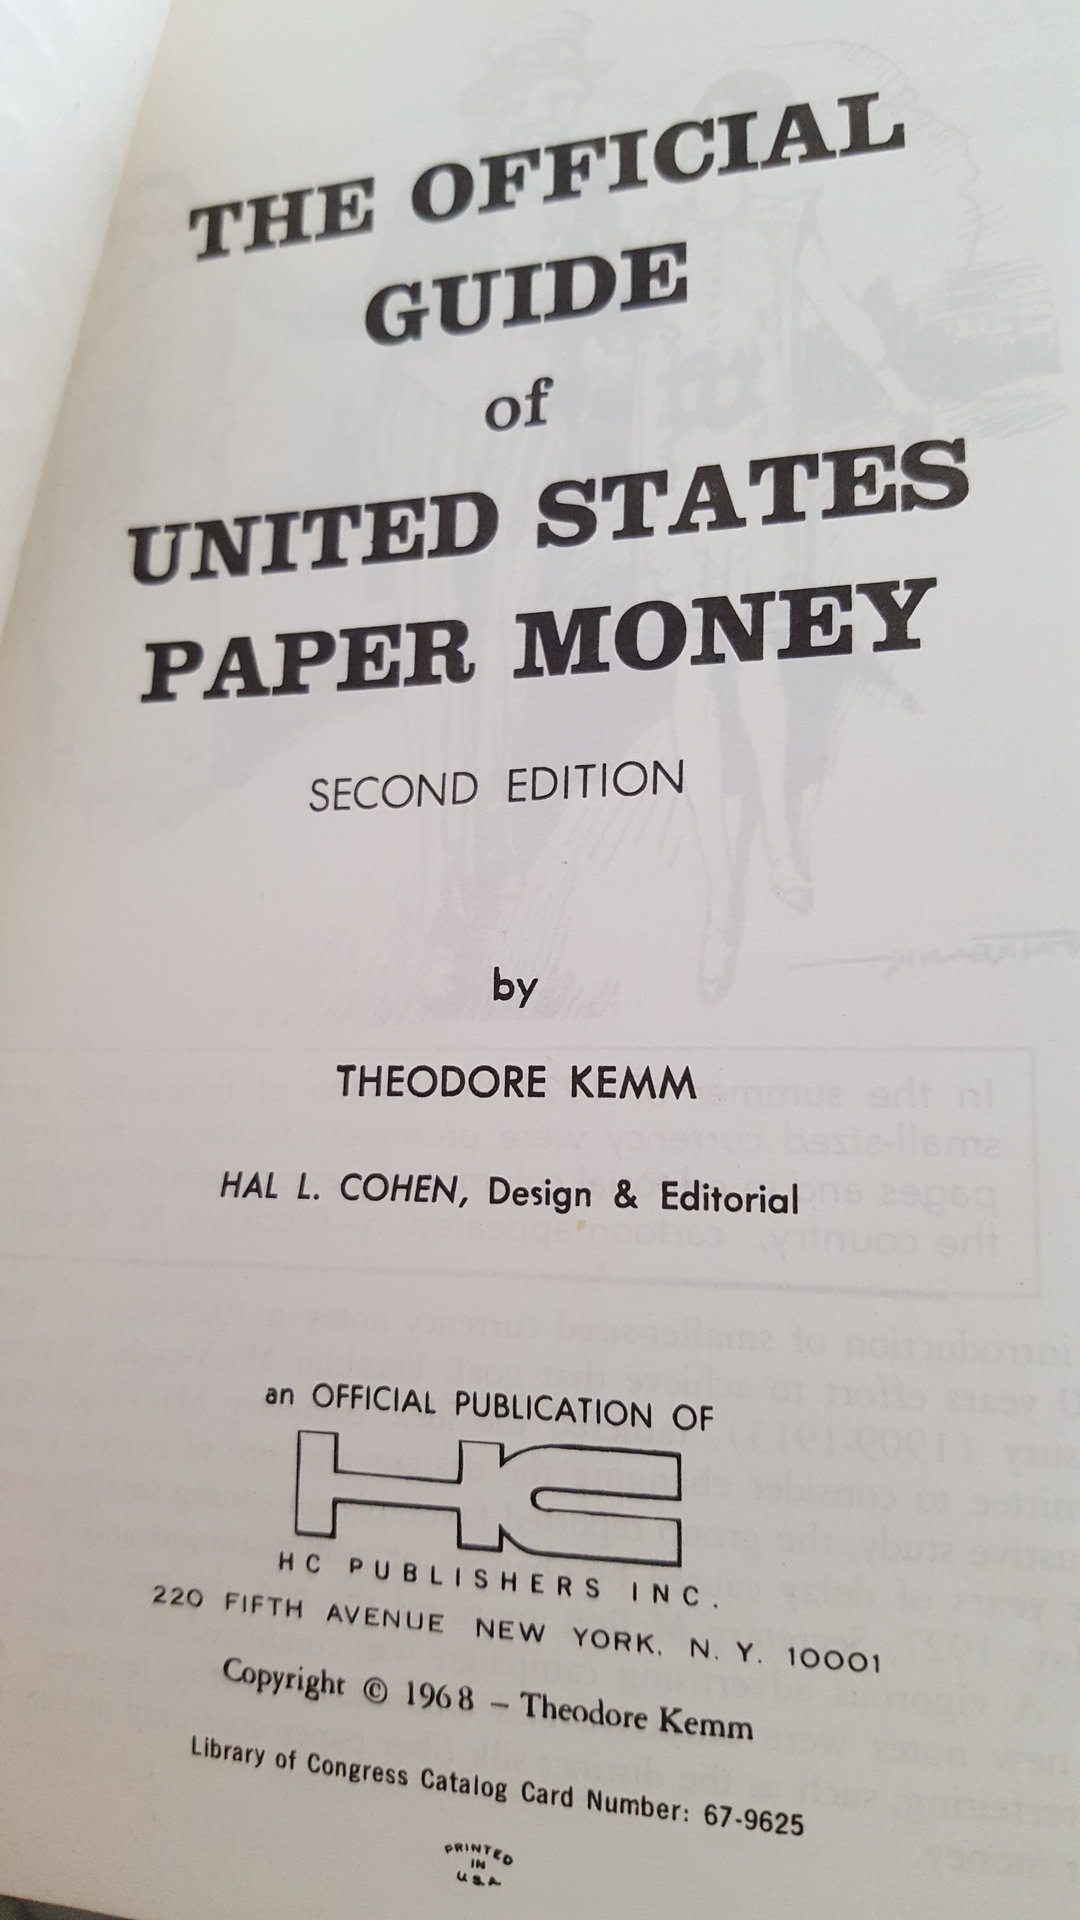 THE OFFICIAL
GUIDE
of
UNITED STATES
PAPER MONEY
SECOND EDITION
by
THEODORE KEMM
HAL L. COHEN, Design & Editorial
an OFFICIAL PUBLICATION OF
HC
HC PUBLISHERS INC.
220 FIFTH AVENUE NEW YORK, N. Y. 10001
Copyright © 1968 – Theodore Kemm
Library of Congress Catalog Card Number: 67-9625
PRINTED
IN
U.S.A.